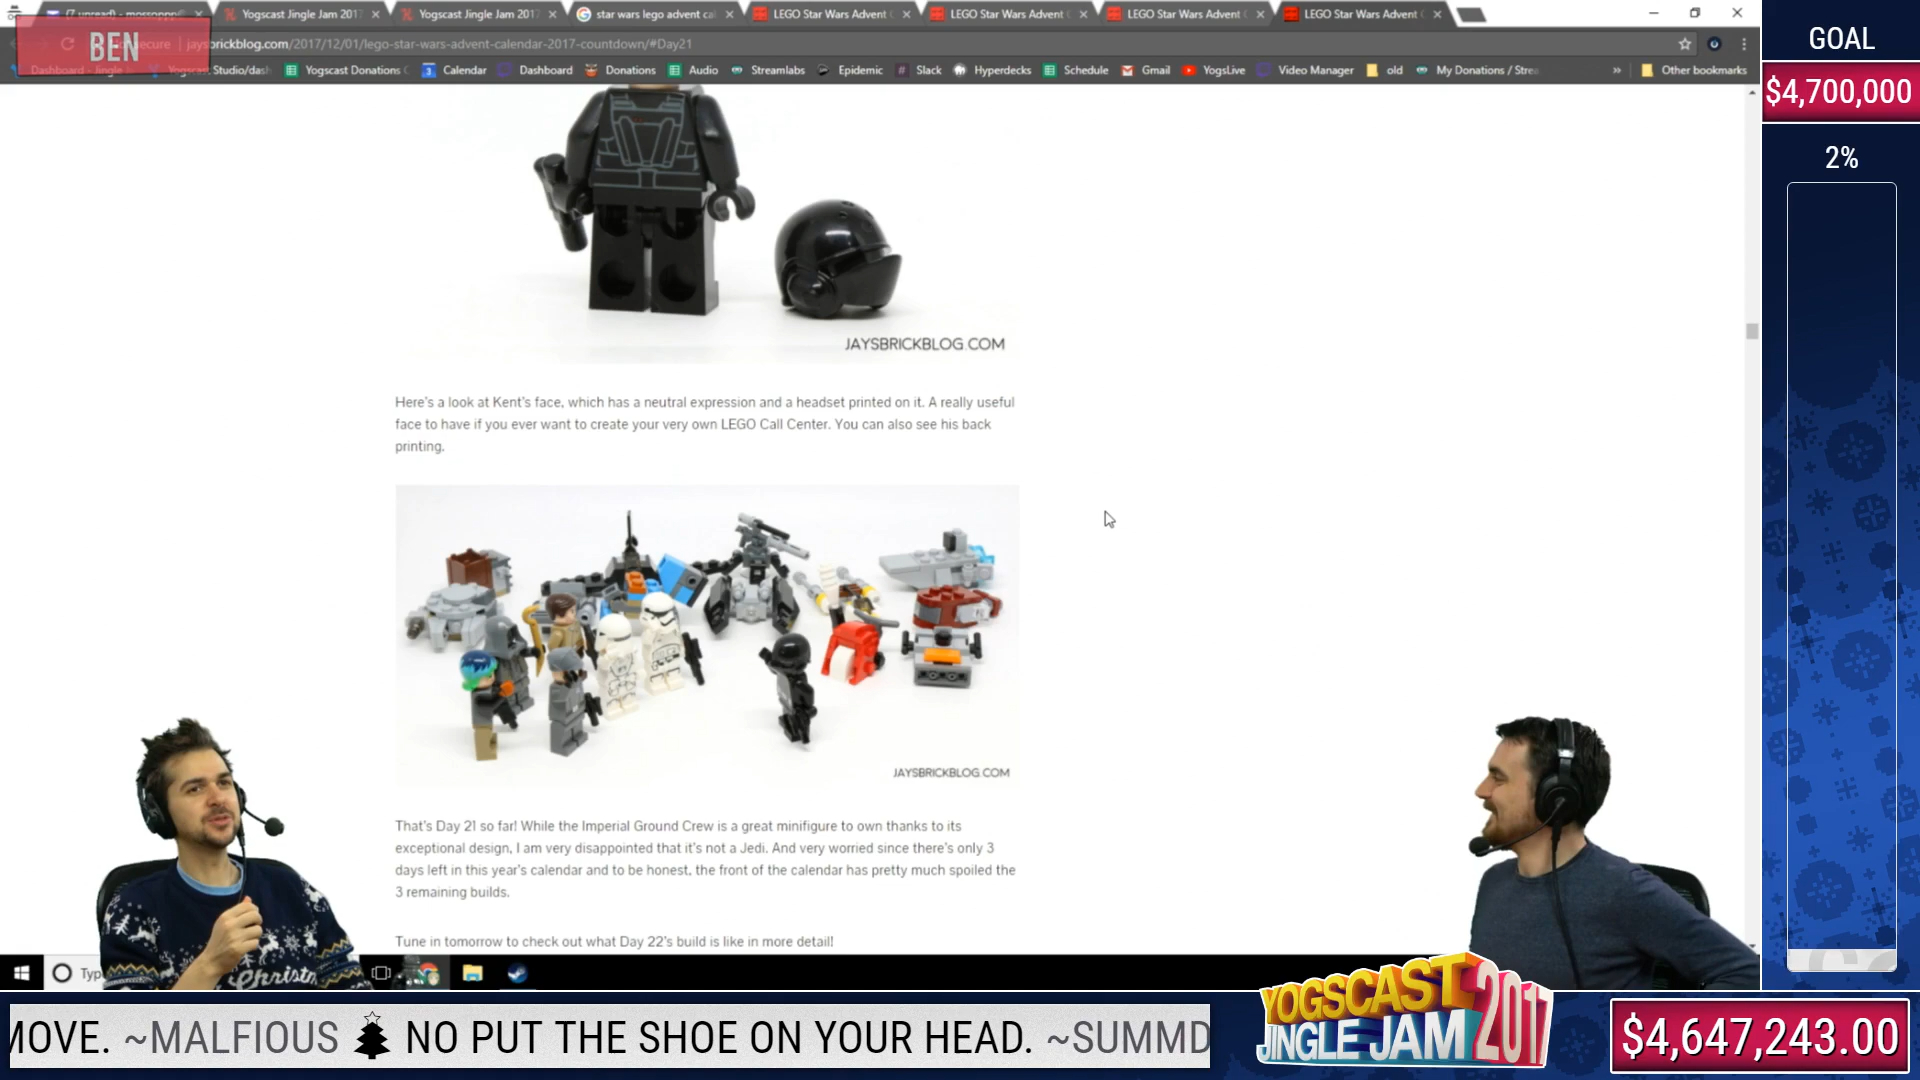 Yogscast Jingle Jam 201
Yogscast Jingle Jam 2017
star wars lego advent cal
LEGO Star Wars Advent C
LEGO Star Wars Advent C
LEGO Star Wars Advent C
LEGO Star Wars Advent C
BEN
jaysbrickblog.com/2017/12/01/lego-star-wars-advent-calendar-2017-countdown/#Day21
Yogscast Studio/dash
Yogscast Donations
Calendar
Dashboard
Donations
Audio
Streamlabs
Epidemic
Slack
Hyperdecks
Schedule
Gmail
YogsLive
Video Manager
old
My Donations / Strea
»
Other bookmarks
GOAL
$4,700,000
2%
JAYSBRICKBLOG.COM
Here's a look at Kent's face, which has a neutral expression and a headset printed on it. A really useful
face to have if you ever want to create your very own LEGO Call Center. You can also see his back
printing.
JAYSBRICKBLOG.COM
That's Day 21 so far! While the Imperial Ground Crew is a great minifigure to own thanks to its
exceptional design, I am very disappointed that it's not a Jedi. And very worried since there's only 3
days left in this year's calendar and to be honest, the front of the calendar has pretty much spoiled the
3 remaining builds.
Tune in tomorrow to check out what Day 22's build is like in more detail!
Typ
Christm
MOVE. ~MALFIOUS NO PUT THE SHOE ON YOUR HEAD. ~SUMMD
YOGSCAST
JINGLE JAM 2017
$4,647,243.00